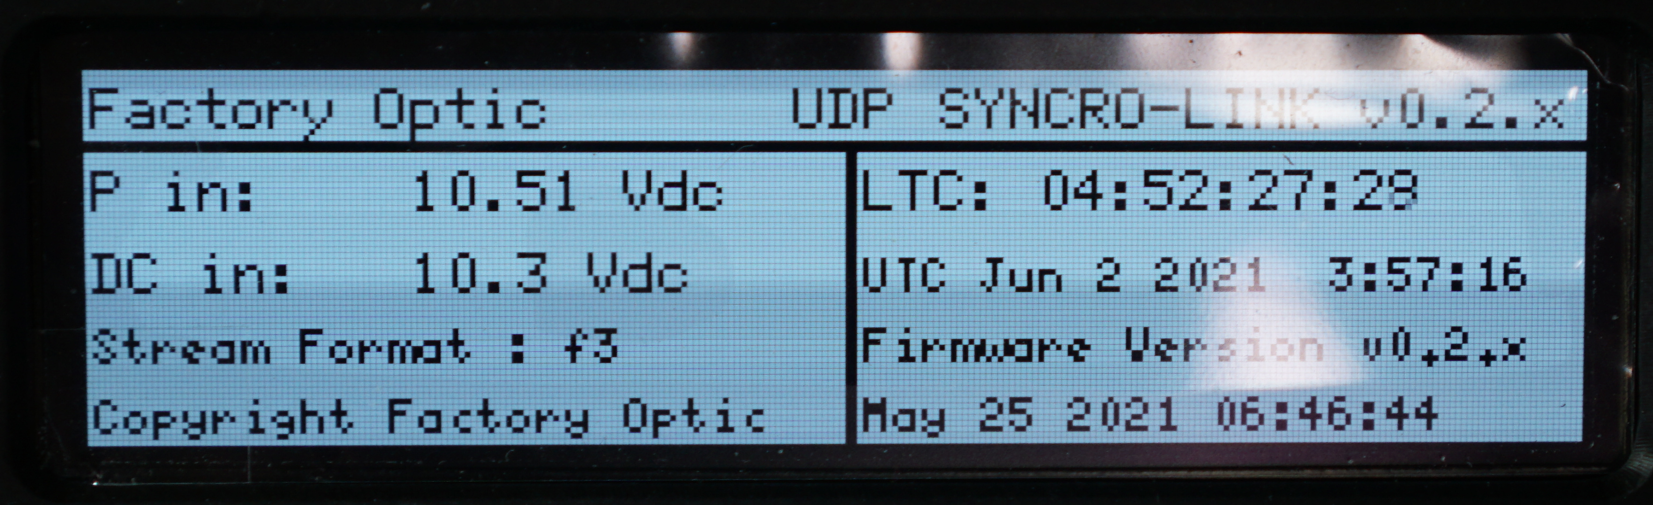 Factory Optic UDP SYNCRO-LINK v0.2.x
P in: 10.51 Vdc
DC in: 10.3 Vdc
Stream Format : f3
Copyright Factory Optic
LTC: 04:52:27:28
UTC Jun 2 2021 3:57:16
Firmware Version v0.2.x
May 25 2021 06:46:44